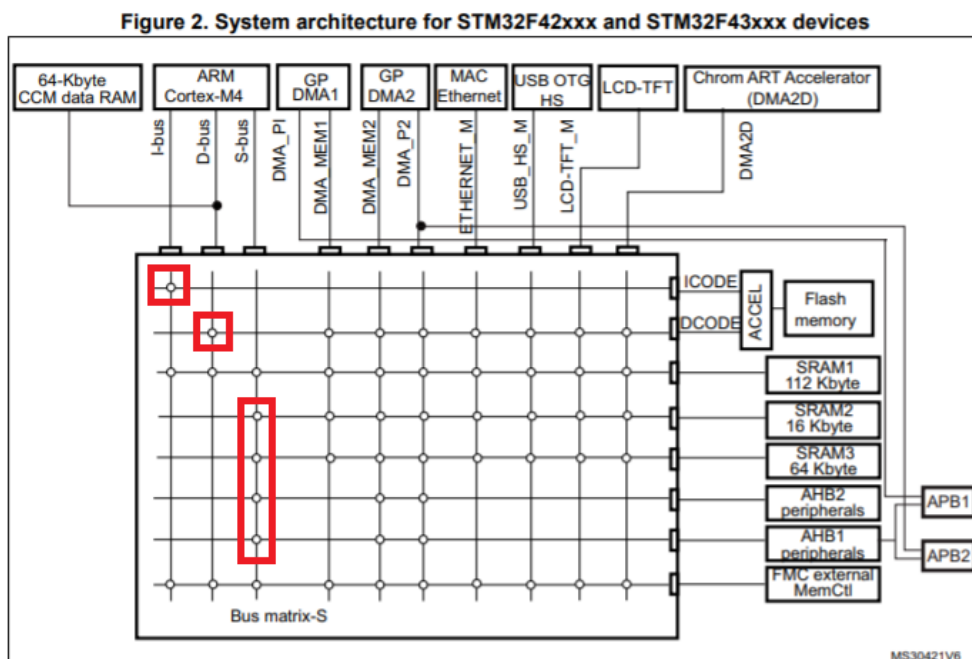 Figure 2. System architecture for STM32F42xxx and STM32F43xxx devices
64-Kbyte
CCM data RAM
ARM
Cortex-M4
GP
DMA1
GP
DMA2
MAC
Ethernet
USB OTG
HS
LCD-TFT
Chrom ART Accelerator
(DMA2D)
I-bus
D-bus
S-bus
DMA_PI
DMA_MEM1
DMA_MEM2
DMA_P2
ETHERNET_M
USB_HS_M
LCD-TFT_M
DMA2D
ICODE
DCODE
ACCEL
Flash
memory
SRAM1
112 Kbyte
SRAM2
16 Kbyte
SRAM3
64 Kbyte
AHB2
peripherals
AHB1
peripherals
FMC external
MemCtl
APB1
APB2
Bus matrix-S
MS30421V6